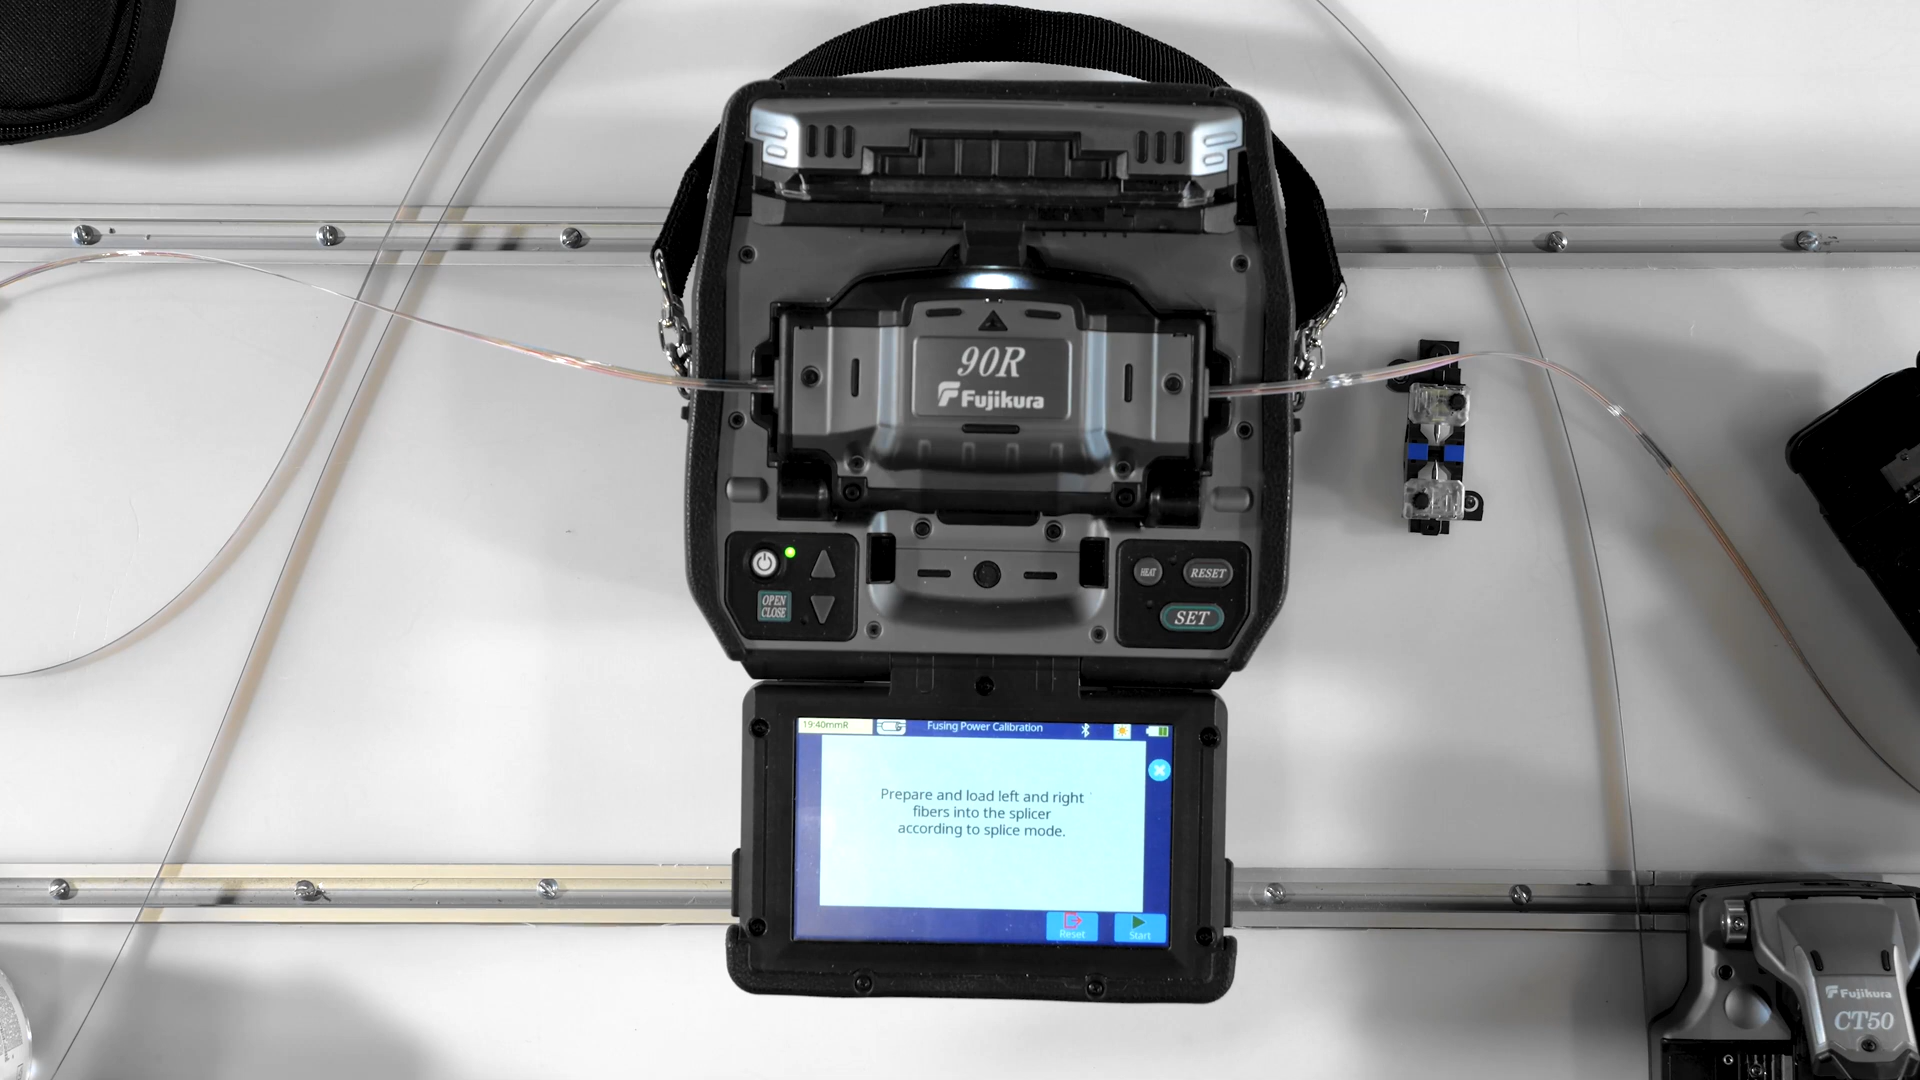 90R
Fujikura
OPEN
CLOSE
HEAT
RESET
SET
19:40mmR
Fusing Power Calibration
Prepare and load left and right
fibers into the splicer
according to splice mode.
Reset
Start
Fujikura
CT50